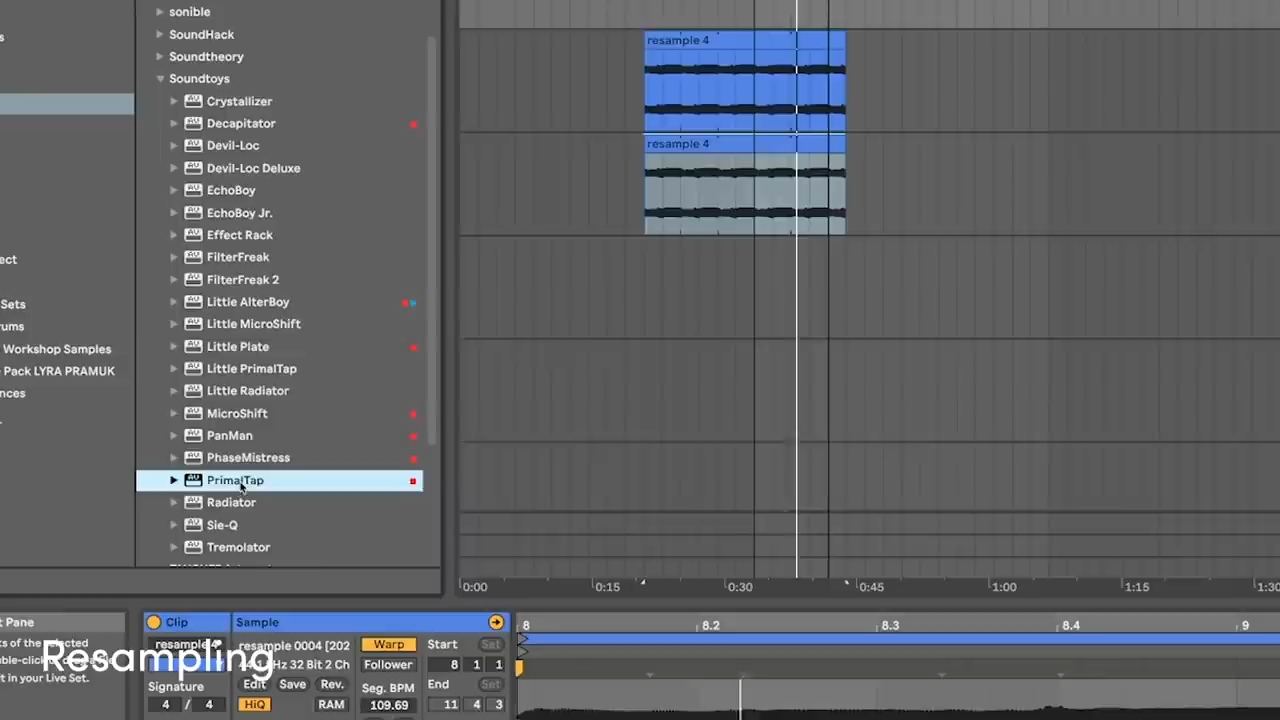 sonible
SoundHack
Soundtheory
Soundtoys
Crystallizer
Decapitator
Devil-Loc
Devil-Loc Deluxe
EchoBoy
EchoBoy Jr.
Effect Rack
FilterFreak
FilterFreak 2
Little AlterBoy
Little MicroShift
Little Plate
Little PrimalTap
Little Radiator
MicroShift
PanMan
PhaseMistress
PrimalTap
Radiator
Sie-Q
Tremolator
s
ect
Sets
rums
Workshop Samples
Pack LYRA PRAMUK
nces
resample 4
resample 4
0:00 0:15 0:30 0:45 1:00 1:15 1:30
t Pane
ks of the selected
t in your Live Set.
Resampling
Clip
Signature
4 / 4
Sample
resample 0004 [202
Hz 32 Bit 2 Ch
Edit Save Rev.
HiQ RAM
Warp
Follower
Seg. BPM
109.69
Start Set
8 1 1
End Set
11 4 3
8 8.2 8.3 8.4 9